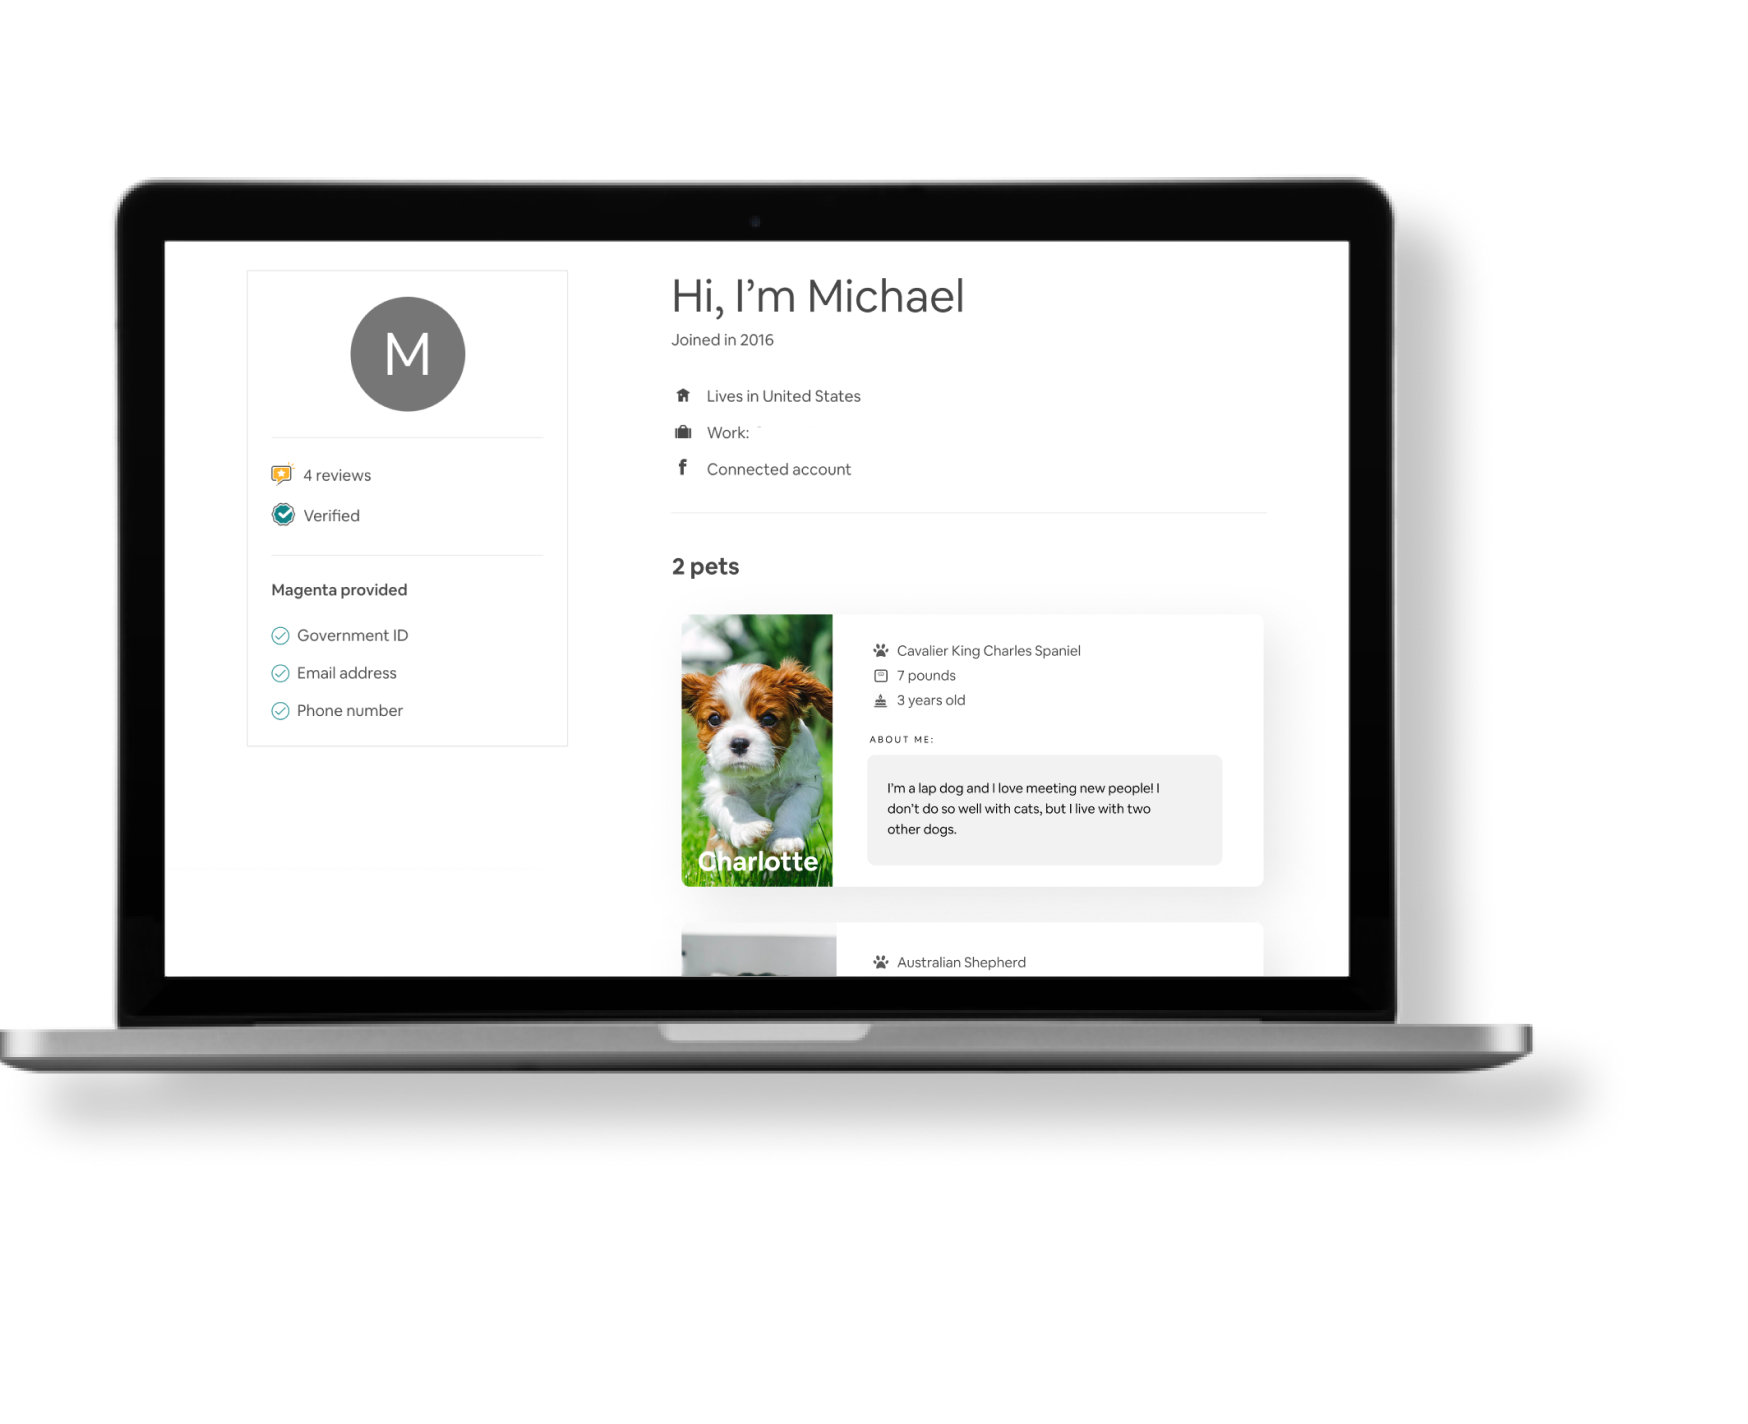 M
4 reviews
Verified
Magenta provided
Government ID
Email address
Phone number
Hi, I’m Michael
Joined in 2016
Lives in United States
Work:
Connected account
2 pets
Charlotte
Cavalier King Charles Spaniel
7 pounds
3 years old
ABOUT ME:
I’m a lap dog and I love meeting new people! I
don’t do so well with cats, but I live with two
other dogs.
Australian Shepherd